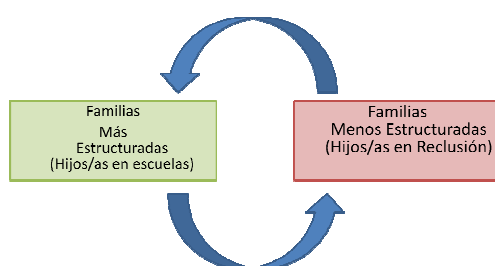 Familias
Más
Estructuradas
(Hijos/as en escuelas)
Familias
Menos Estructuradas
(Hijos/as en Reclusión)